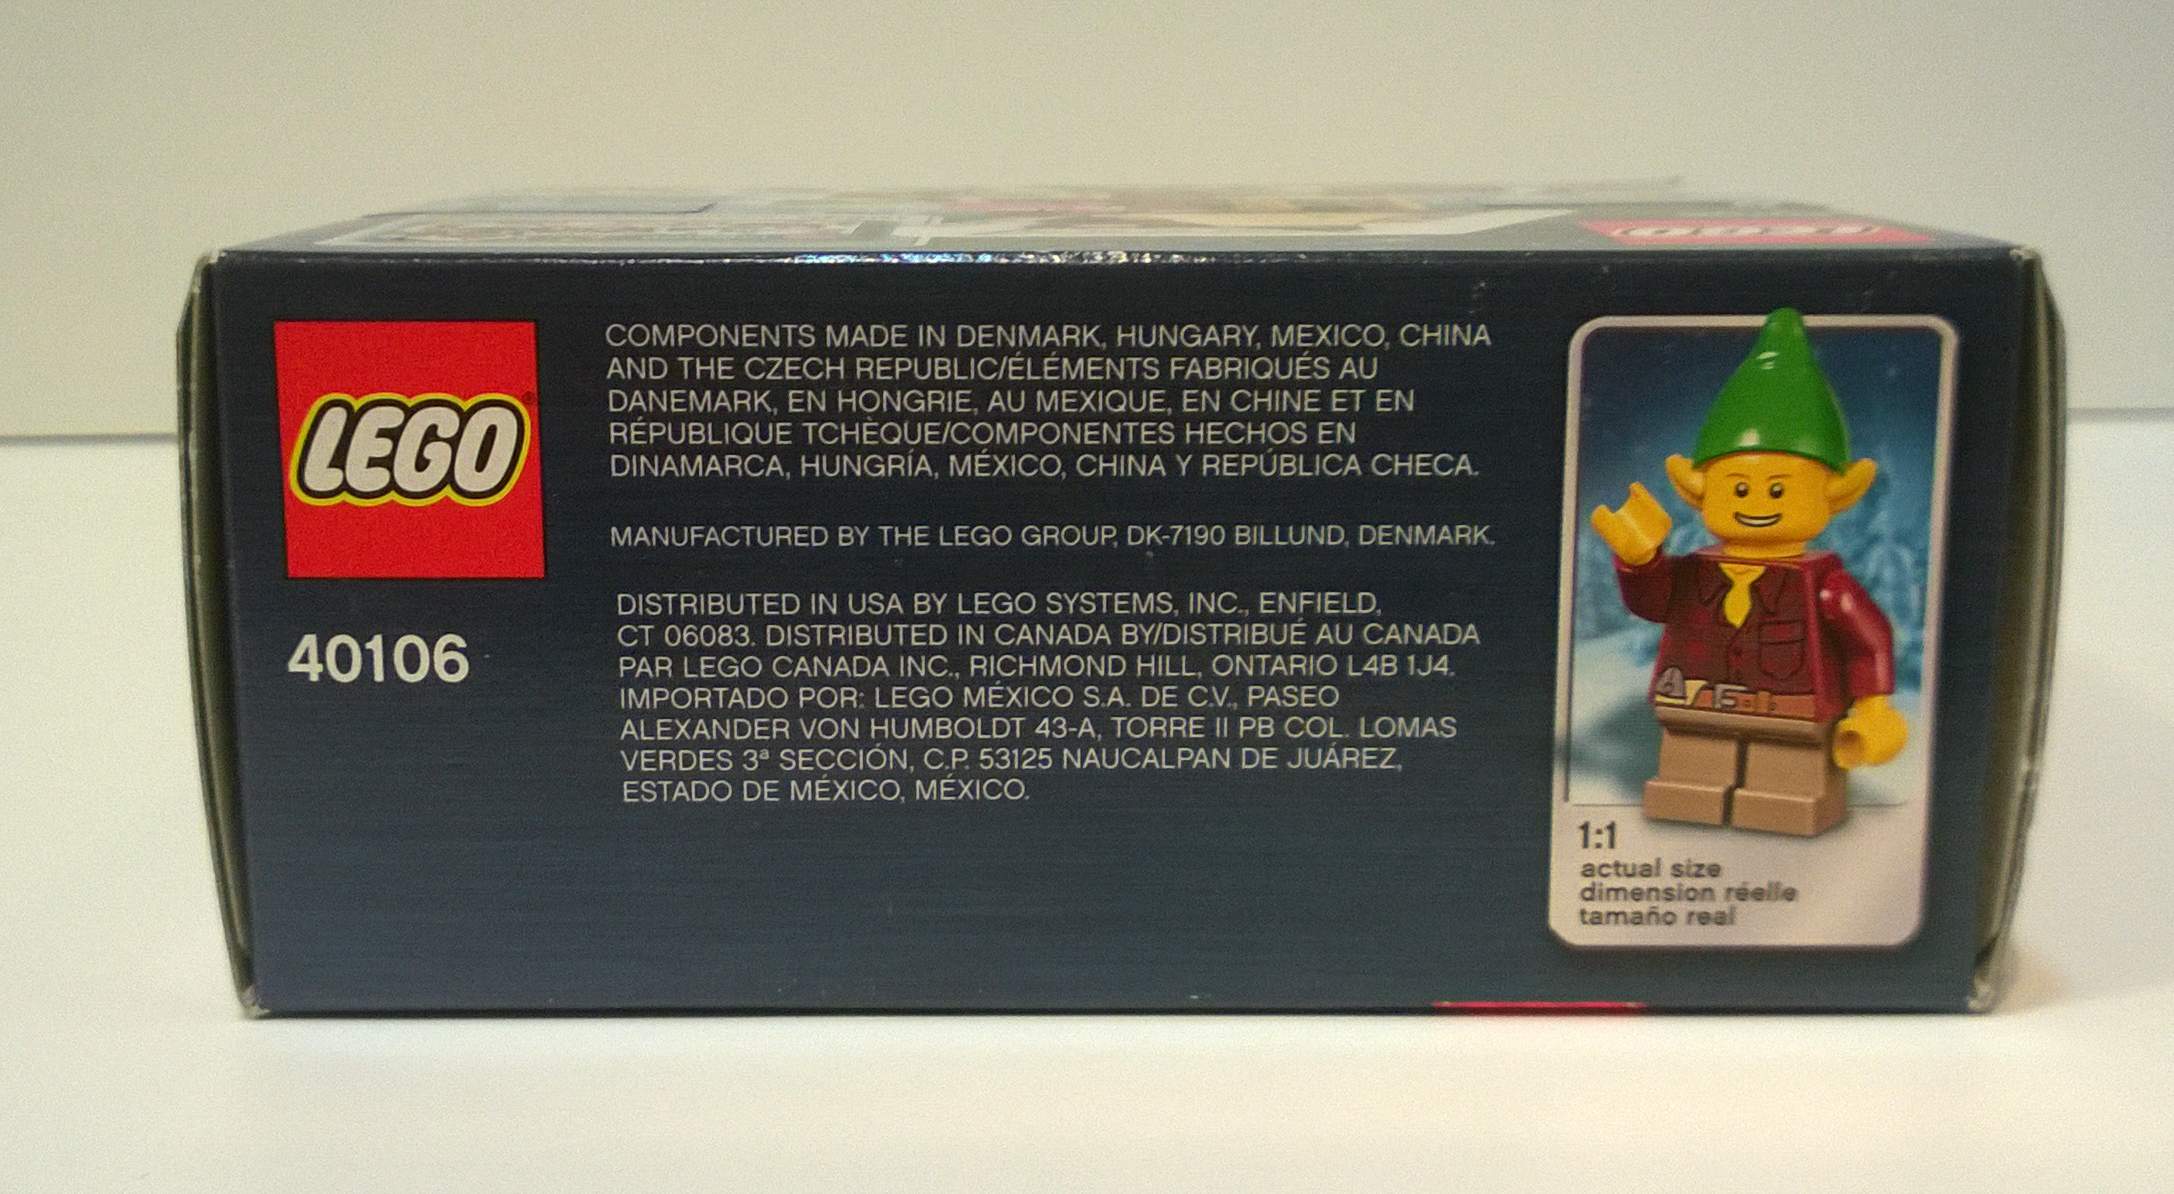 LEGO
LEGO®
40106
COMPONENTS MADE IN DENMARK, HUNGARY, MEXICO, CHINA
AND THE CZECH REPUBLIC/ÉLÉMENTS FABRIQUÉS AU
DANEMARK, EN HONGRIE, AU MEXIQUE, EN CHINE ET EN
RÉPUBLIQUE TCHÈQUE/COMPONENTES HECHOS EN
DINAMARCA, HUNGRÍA, MÉXICO, CHINA Y REPÚBLICA CHECA.
MANUFACTURED BY THE LEGO GROUP, DK-7190 BILLUND, DENMARK.
DISTRIBUTED IN USA BY LEGO SYSTEMS, INC., ENFIELD,
CT 06083. DISTRIBUTED IN CANADA BY/DISTRIBUÉ AU CANADA
PAR LEGO CANADA INC., RICHMOND HILL, ONTARIO L4B 1J4.
IMPORTADO POR: LEGO MÉXICO S.A. DE C.V., PASEO
ALEXANDER VON HUMBOLDT 43-A, TORRE II PB COL. LOMAS
VERDES 3ª SECCIÓN, C.P. 53125 NAUCALPAN DE JUÁREZ,
ESTADO DE MÉXICO, MÉXICO.
1:1
actual size
dimension réelle
tamaño real